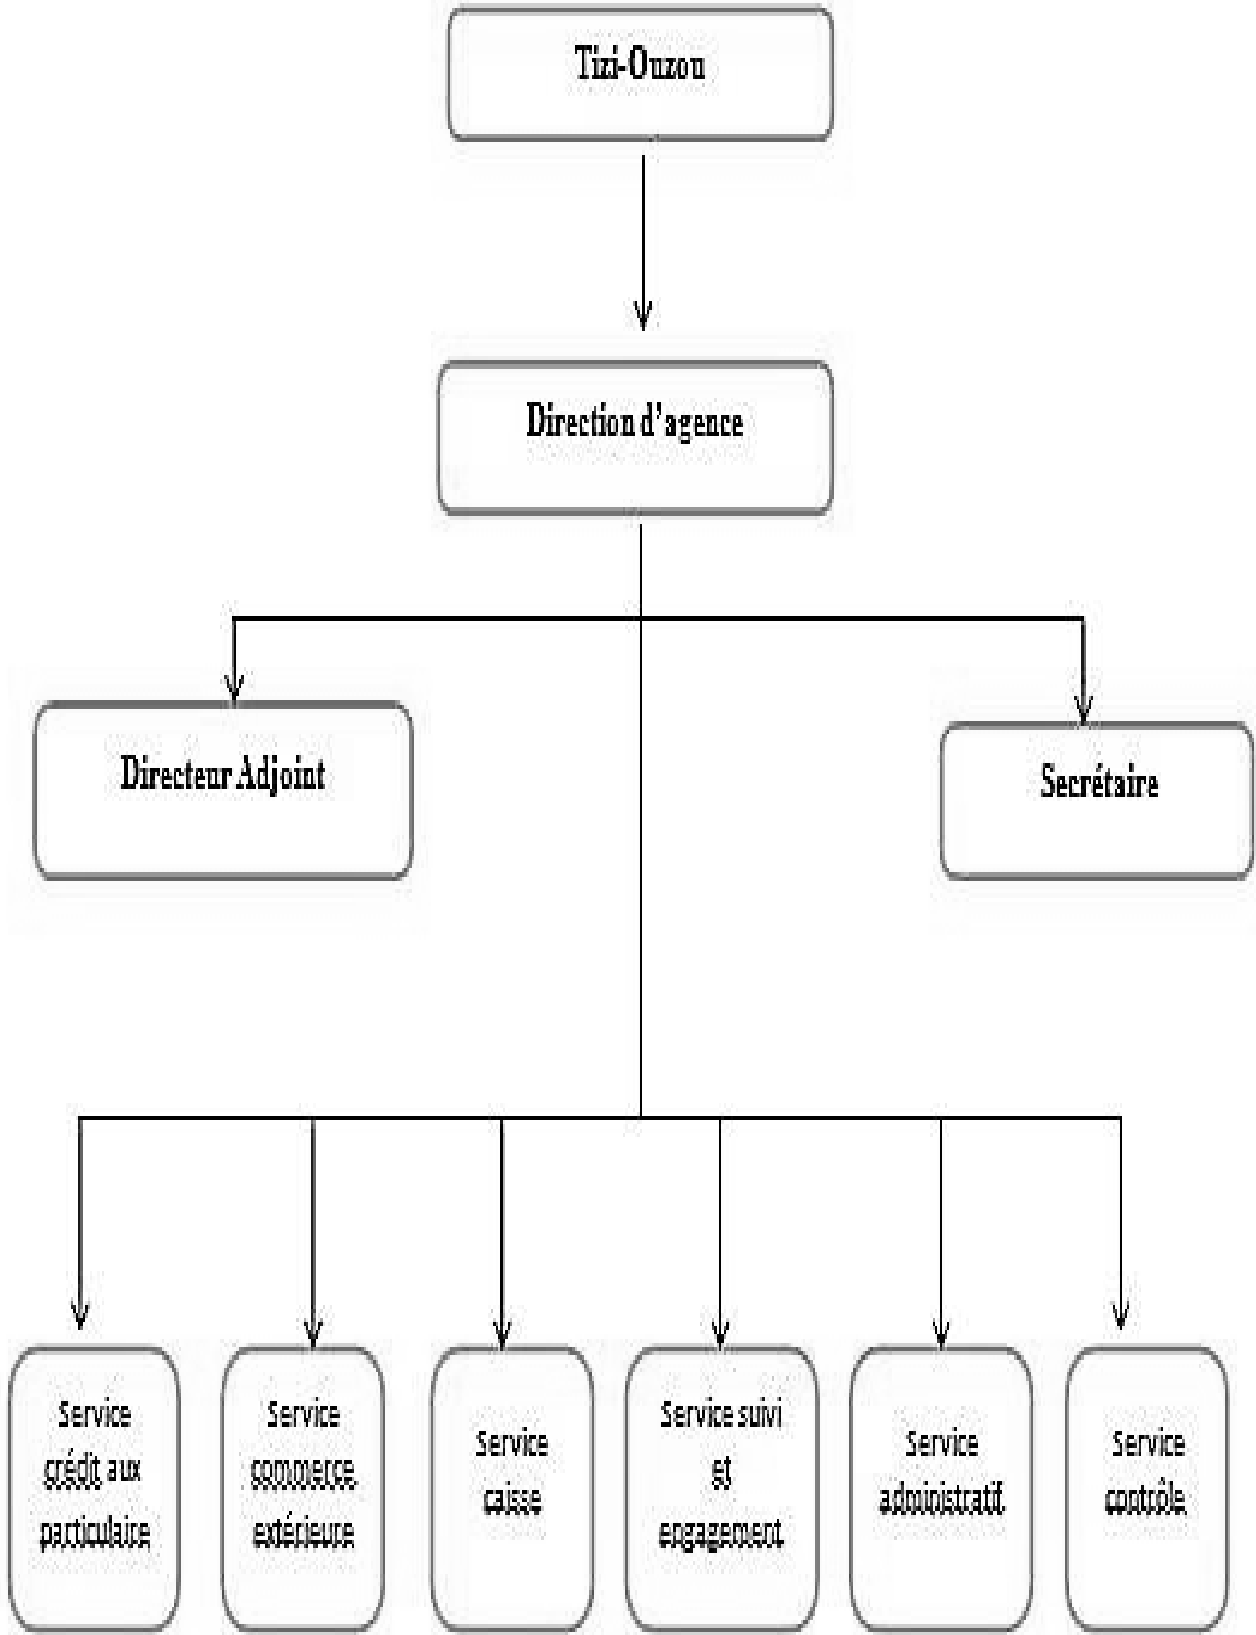 Tizi-Ouzou
Direction d'agence
Directeur Adjoint
Secrétaire
Service
crédit aux
particulaire
Service
commerce
extérieure
Service
caisse
Service suivi
et
engagement
Service
administratif
Service
contrôle